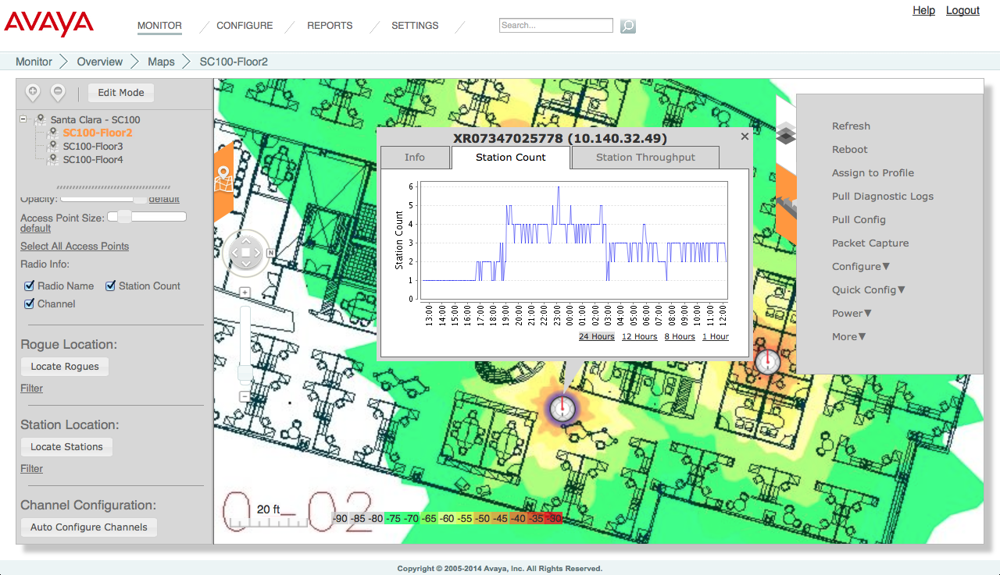 Help Logout
AVAYA
MONITOR CONFIGURE REPORTS SETTINGS Search...
Monitor Overview Maps SC100-Floor2
Edit Mode
Santa Clara - SC100
SC100-Floor2
SC100-Floor3
SC100-Floor4
Opacity: default
Access Point Size:
default
Select All Access Points
Radio Info:
Radio Name Station Count
Channel
Rogue Location:
Locate Rogues
Filter
Station Location:
Locate Stations
Filter
Channel Configuration:
Auto Configure Channels
N
XR07347025778 (10.140.32.49)
Info Station Count Station Throughput
Station Count
6
5
4
3
2
1
0
13:00 14:00 15:00 16:00 17:00 18:00 19:00 20:00 21:00 22:00 23:00 00:00 01:00 02:00 03:00 04:00 05:00 06:00 07:00 08:00 09:00 10:00 11:00 12:00
24 Hours 12 Hours 8 Hours 1 Hour
Refresh
Reboot
Assign to Profile
Pull Diagnostic Logs
Pull Config
Packet Capture
Configure▼
Quick Config▼
Power▼
More▼
20 ft
02
-90 -85 -80 -75 -70 -65 -60 -55 -50 -45 -40 -35 -30
Copyright © 2005-2014 Avaya, Inc. All Rights Reserved.